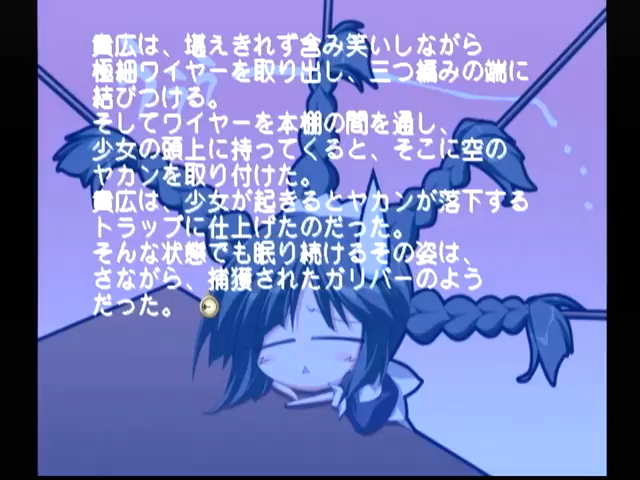 貴広は、堪えきれず含み笑いしながら
極細ワイヤーを取り出し、三つ編みの端に
結びつける。
そしてワイヤーを本棚の間を通し、
少女の頭上に持ってくると、そこに空の
ヤカンを取り付けた。
貴広は、少女が起きるとヤカンが落下する
トラップに仕上げたのだった。
そんな状態でも眠り続けるその姿は、
さながら、捕獲されたガリバーのよう
だった。